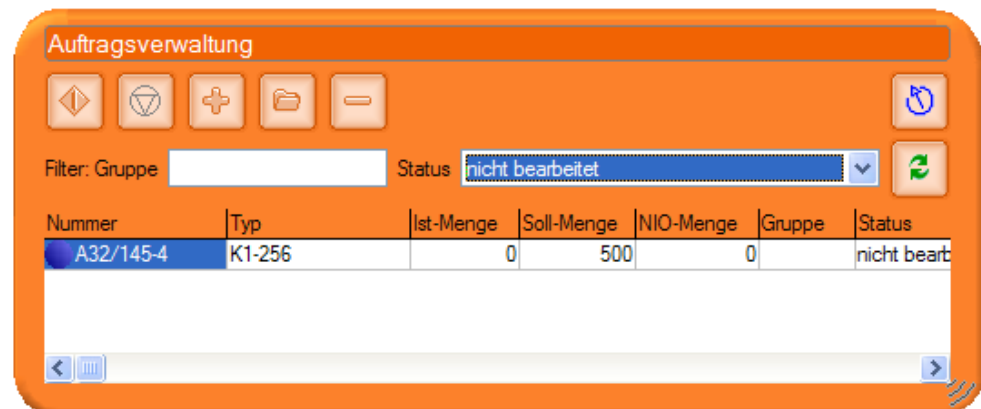 Auftragsverwaltung
Filter: Gruppe Status nicht bearbeitet
Nummer Typ Ist-Menge Soll-Menge NIO-Menge Gruppe Status
A32/145-4 K1-256 0 500 0 nicht bearb